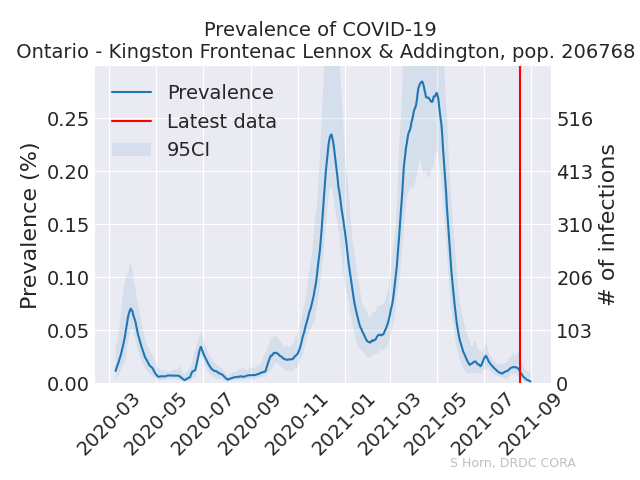 Prevalence of COVID-19
Ontario - Kingston Frontenac Lennox & Addington, pop. 206768
Prevalence
Latest data
95CI
Prevalence (%)
0.25
0.20
0.15
0.10
0.05
0.00
516
413
310
206
103
0
# of infections
2020-03
2020-05
2020-07
2020-09
2020-11
2021-01
2021-03
2021-05
2021-07
2021-09
S Horn, DRDC CORA